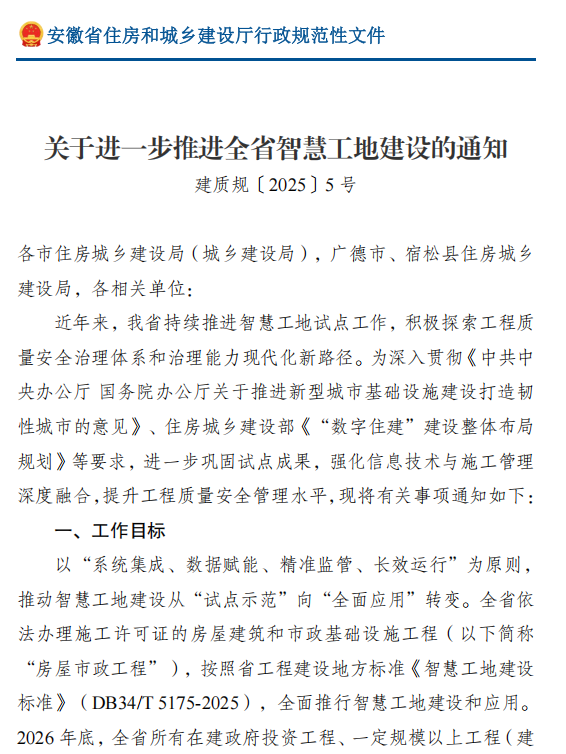 安徽省住房和城乡建设厅行政规范性文件
关于进一步推进全省智慧工地建设的通知
建质规〔2025〕5 号
各市住房城乡建设局（城乡建设局），广德市、宿松县住房城乡
建设局，各相关单位：
近年来，我省持续推进智慧工地试点工作，积极探索工程质
量安全治理体系和治理能力现代化新路径。为深入贯彻《中共中
央办公厅 国务院办公厅关于推进新型城市基础设施建设打造韧
性城市的意见》、住房城乡建设部《“数字住建”建设整体布局
规划》等要求，进一步巩固试点成果，强化信息技术与施工管理
深度融合，提升工程质量安全管理水平，现将有关事项通知如下：
一、工作目标
以“系统集成、数据赋能、精准监管、长效运行”为原则，
推动智慧工地建设从“试点示范”向“全面应用”转变。全省依
法办理施工许可证的房屋建筑和市政基础设施工程（以下简称
“房屋市政工程”），按照省工程建设地方标准《智慧工地建设
标准》（DB34/T 5175-2025），全面推行智慧工地建设和应用。
2026 年底，全省所有在建政府投资工程、一定规模以上工程（建